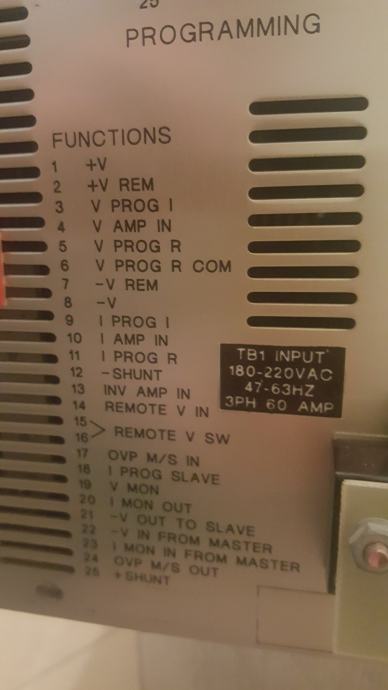 25
PROGRAMMING
FUNCTIONS
1 +V
2 +V REM
3 V PROG I
4 V AMP IN
5 V PROG R
6 V PROG R COM
7 -V REM
8 -V
9 I PROG I
10 I AMP IN
11 I PROG R
12 -SHUNT
13 INV AMP IN
14 REMOTE V IN
15
16 > REMOTE V SW
17 OVP M/S IN
18 I PROG SLAVE
19 V MON
20 I MON OUT
21 -V OUT TO SLAVE
22 -V IN FROM MASTER
23 I MON IN FROM MASTER
24 OVP M/S OUT
25 +SHUNT
TB1 INPUT
180-220VAC
47-63HZ
3PH 60 AMP